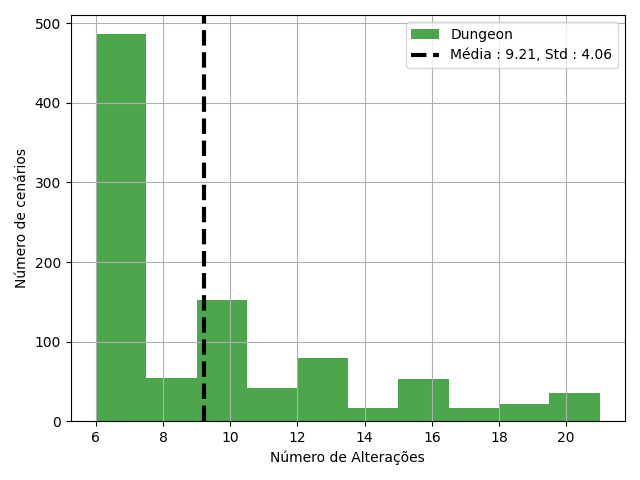 500
400
300
200
100
0
Número de cenários
Dungeon
Média : 9.21, Std : 4.06
6 8 10 12 14 16 18 20
Número de Alterações